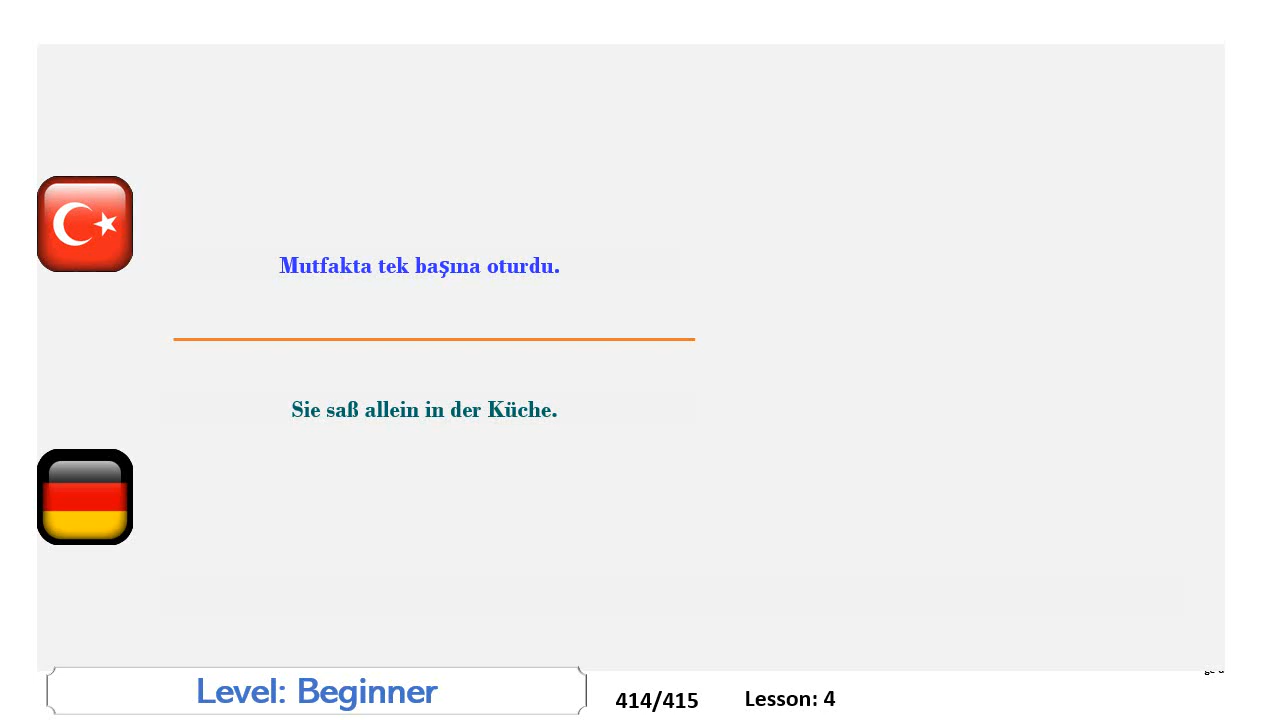 Mutfakta tek başına oturdu.
Sie saß allein in der Küche.
Level: Beginner
414/415
Lesson: 4